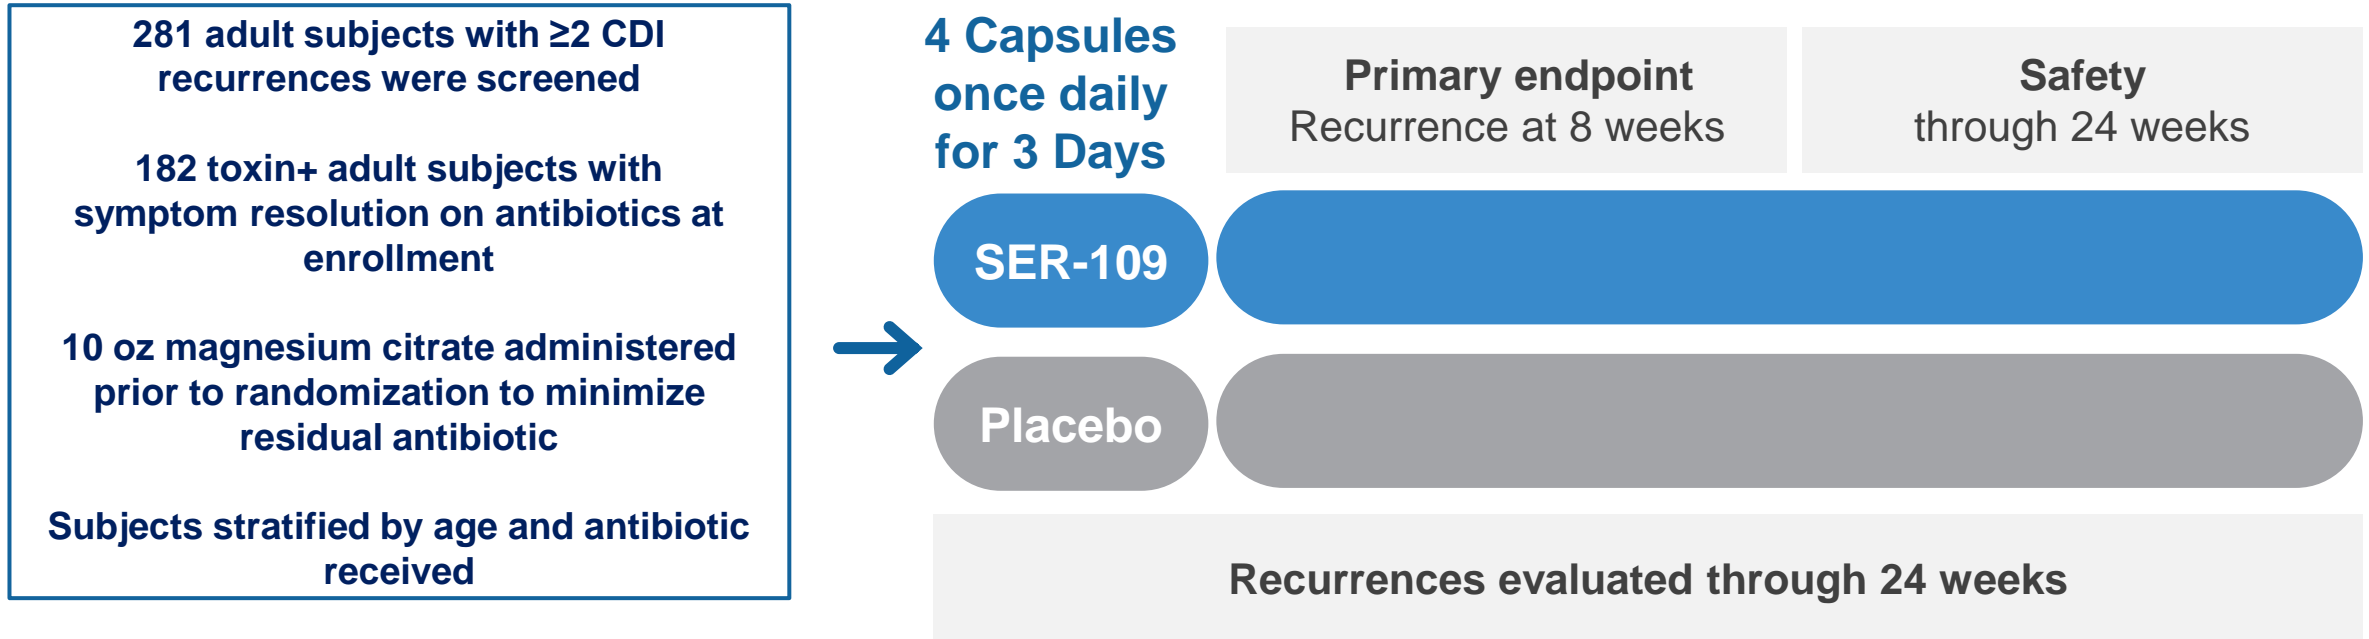 281 adult subjects with ≥2 CDI
recurrences were screened
182 toxin+ adult subjects with
symptom resolution on antibiotics at
enrollment
10 oz magnesium citrate administered
prior to randomization to minimize
residual antibiotic
Subjects stratified by age and antibiotic
received
4 Capsules
once daily
for 3 Days
Primary endpoint
Recurrence at 8 weeks
Safety
through 24 weeks
SER-109
Placebo
Recurrences evaluated through 24 weeks